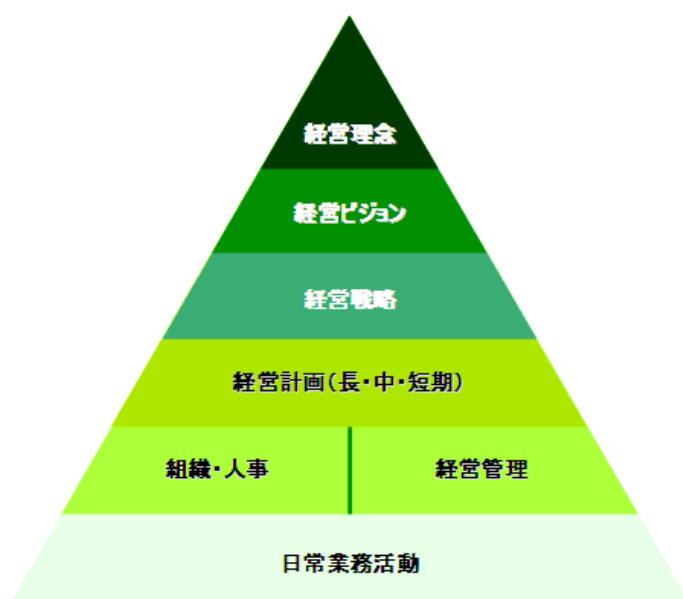 経営理念
経営ビジョン
経営戦略
経営計画(長・中・短期)
組織・人事
経営管理
日常業務活動